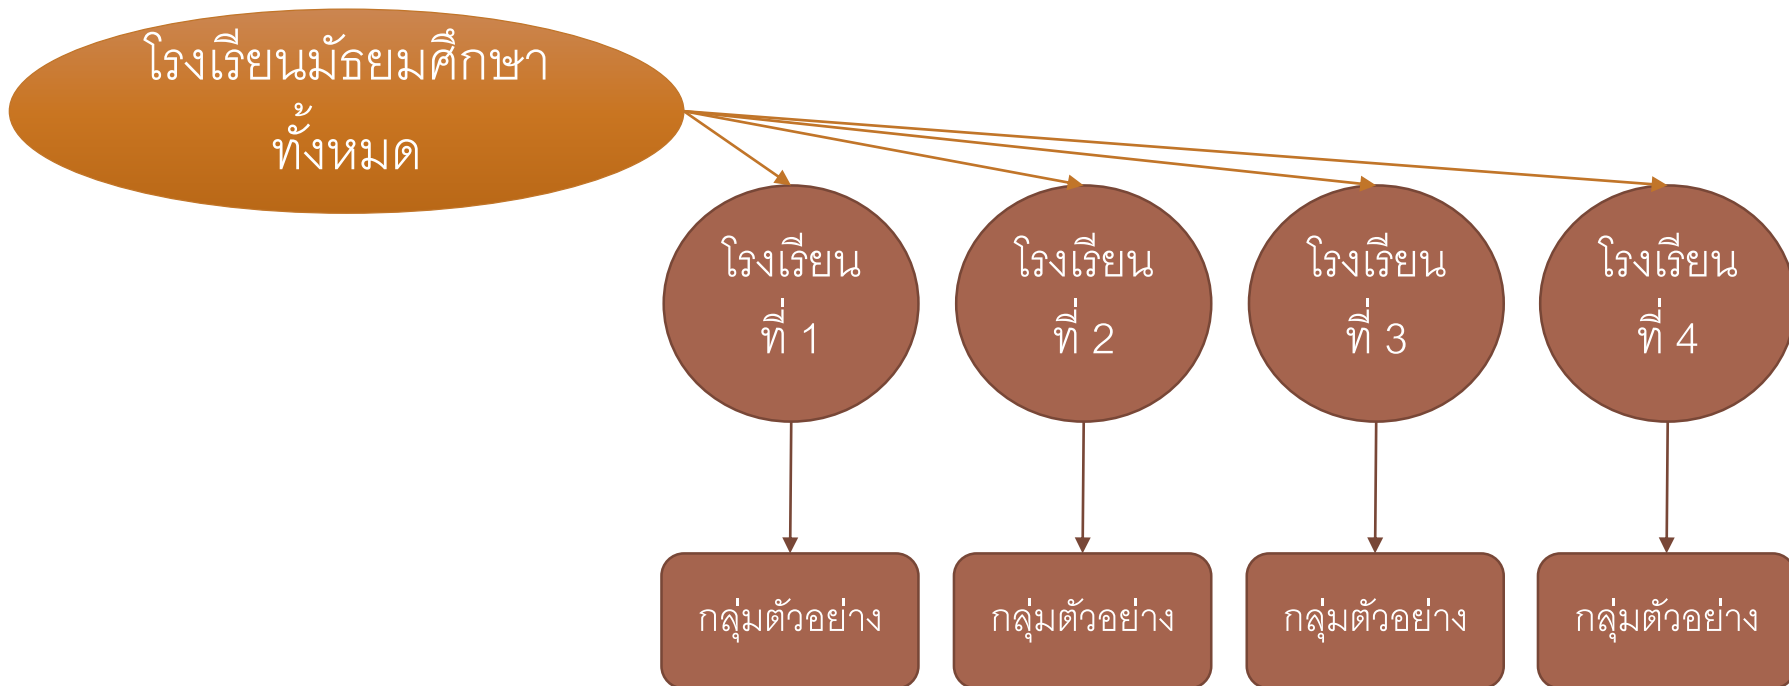 โรงเรียนมัธยมศึกษา
ทั้งหมด
โรงเรียน
ที่ 1
โรงเรียน
ที่ 2
โรงเรียน
ที่ 3
โรงเรียน
ที่ 4
กลุ่มตัวอย่าง
กลุ่มตัวอย่าง
กลุ่มตัวอย่าง
กลุ่มตัวอย่าง